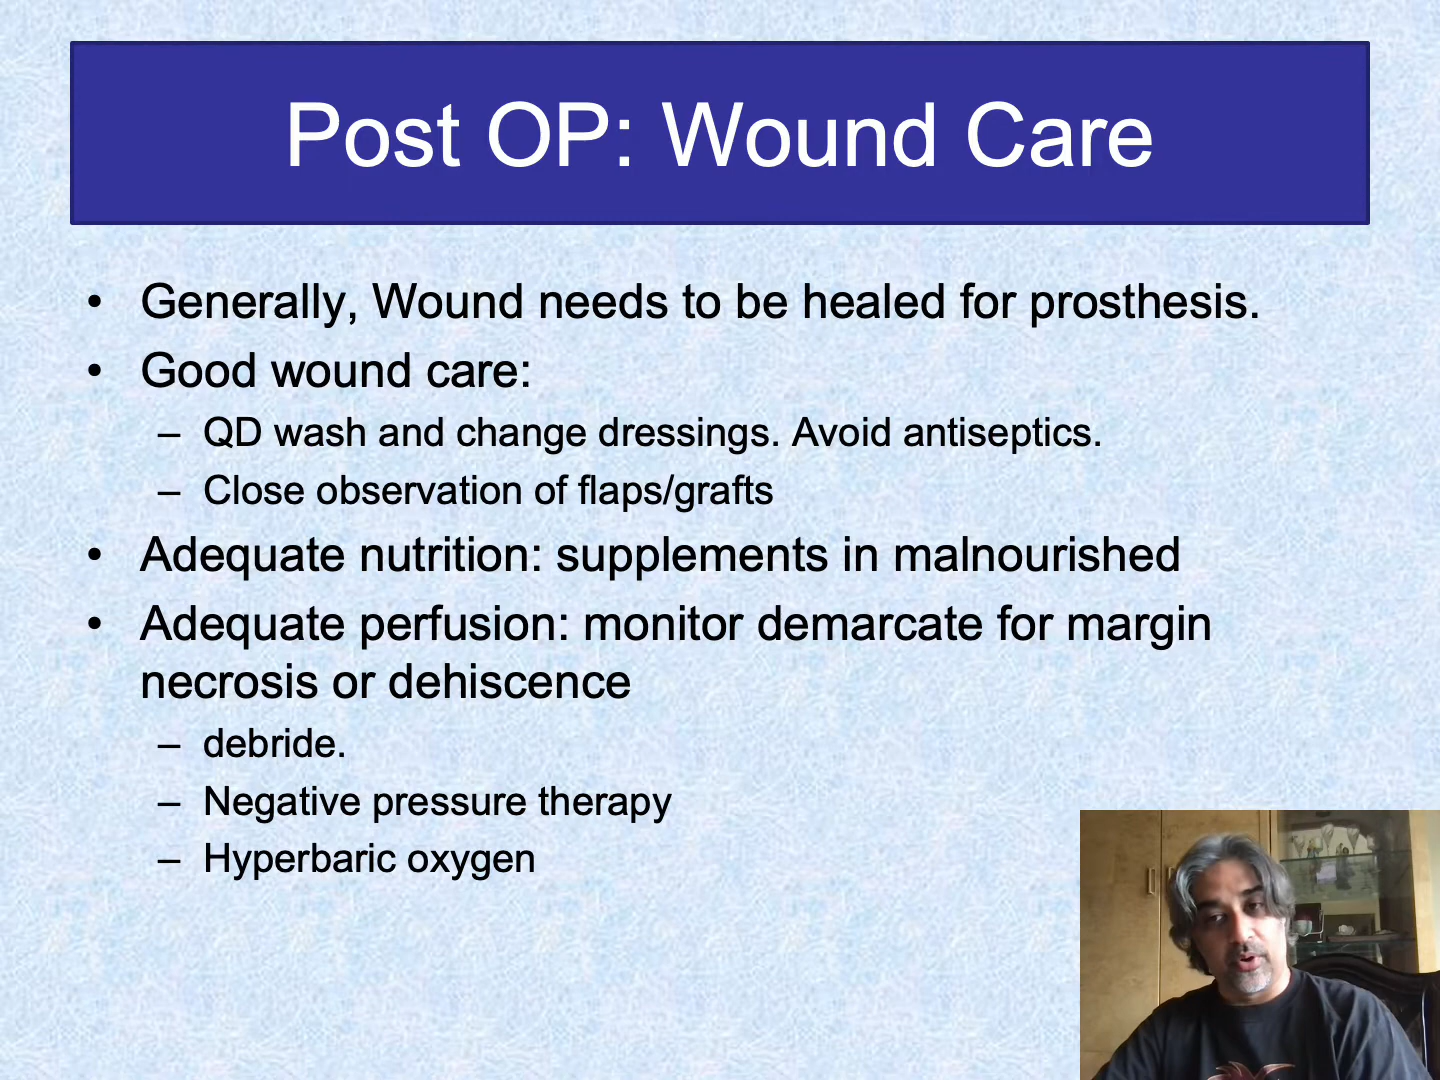 Post OP: Wound Care
• Generally, Wound needs to be healed for prosthesis.
• Good wound care:
– QD wash and change dressings. Avoid antiseptics.
– Close observation of flaps/grafts
• Adequate nutrition: supplements in malnourished
• Adequate perfusion: monitor demarcate for margin
necrosis or dehiscence
– debride.
– Negative pressure therapy
– Hyperbaric oxygen